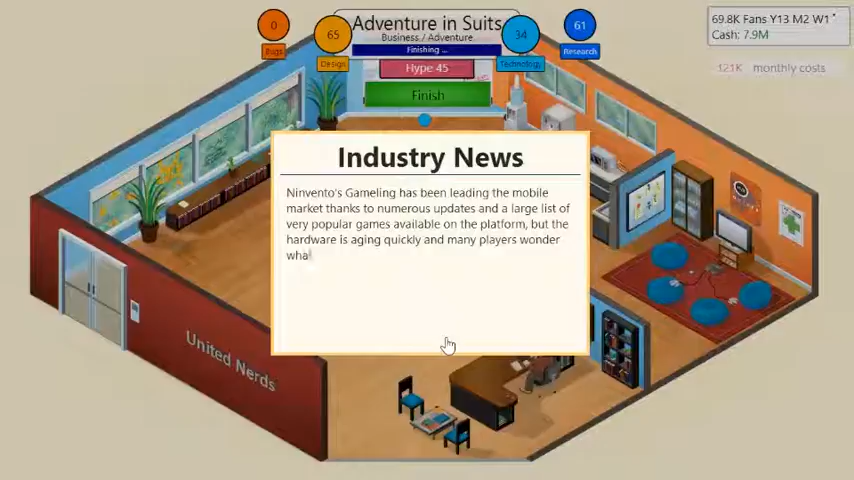 Adventure in Suits
Business / Adventure
Finishing ...
Hype 45
Finish
0
Bugs
65
Design
34
Technology
61
Research
69.8K Fans Y13 M2 W1
Cash: 7.9M
121K monthly costs
Industry News
Ninvento's Gameling has been leading the mobile
market thanks to numerous updates and a large list of
very popular games available on the platform, but the
hardware is aging quickly and many players wonder
wha
United Nerds